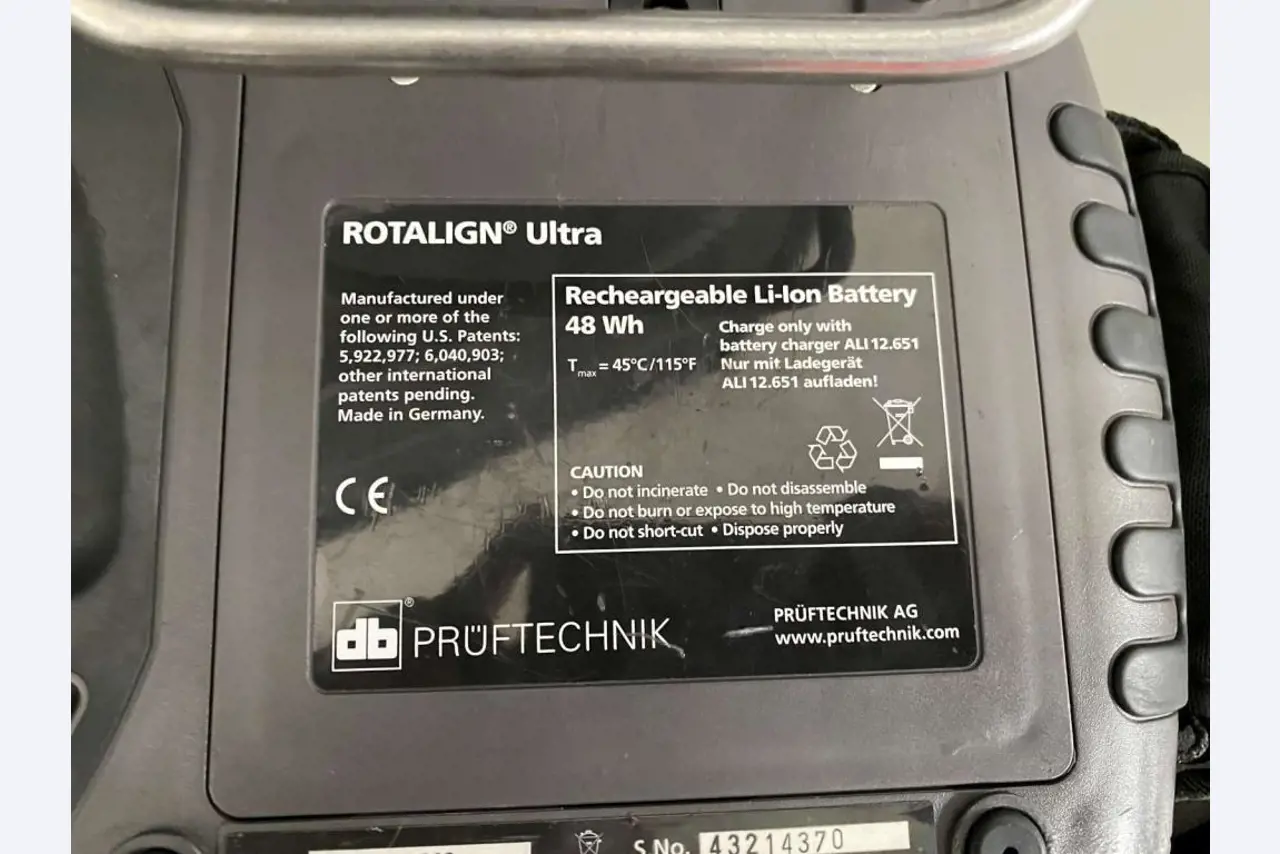 ROTALIGN® Ultra
Manufactured under
one or more of the
following U.S. Patents:
5,922,977; 6,040,903;
other international
patents pending.
Made in Germany.
CE
Recheargeable Li-Ion Battery
48 Wh
Tmax = 45°C/115°F
Charge only with
battery charger ALI 12.651
Nur mit Ladegerät
ALI 12.651 aufladen!
CAUTION
• Do not incinerate • Do not disassemble
• Do not burn or expose to high temperature
• Do not short-cut • Dispose properly
db® PRÜFTECHNIK
PRÜFTECHNIK AG
www.pruftechnik.com
S No. 43214370